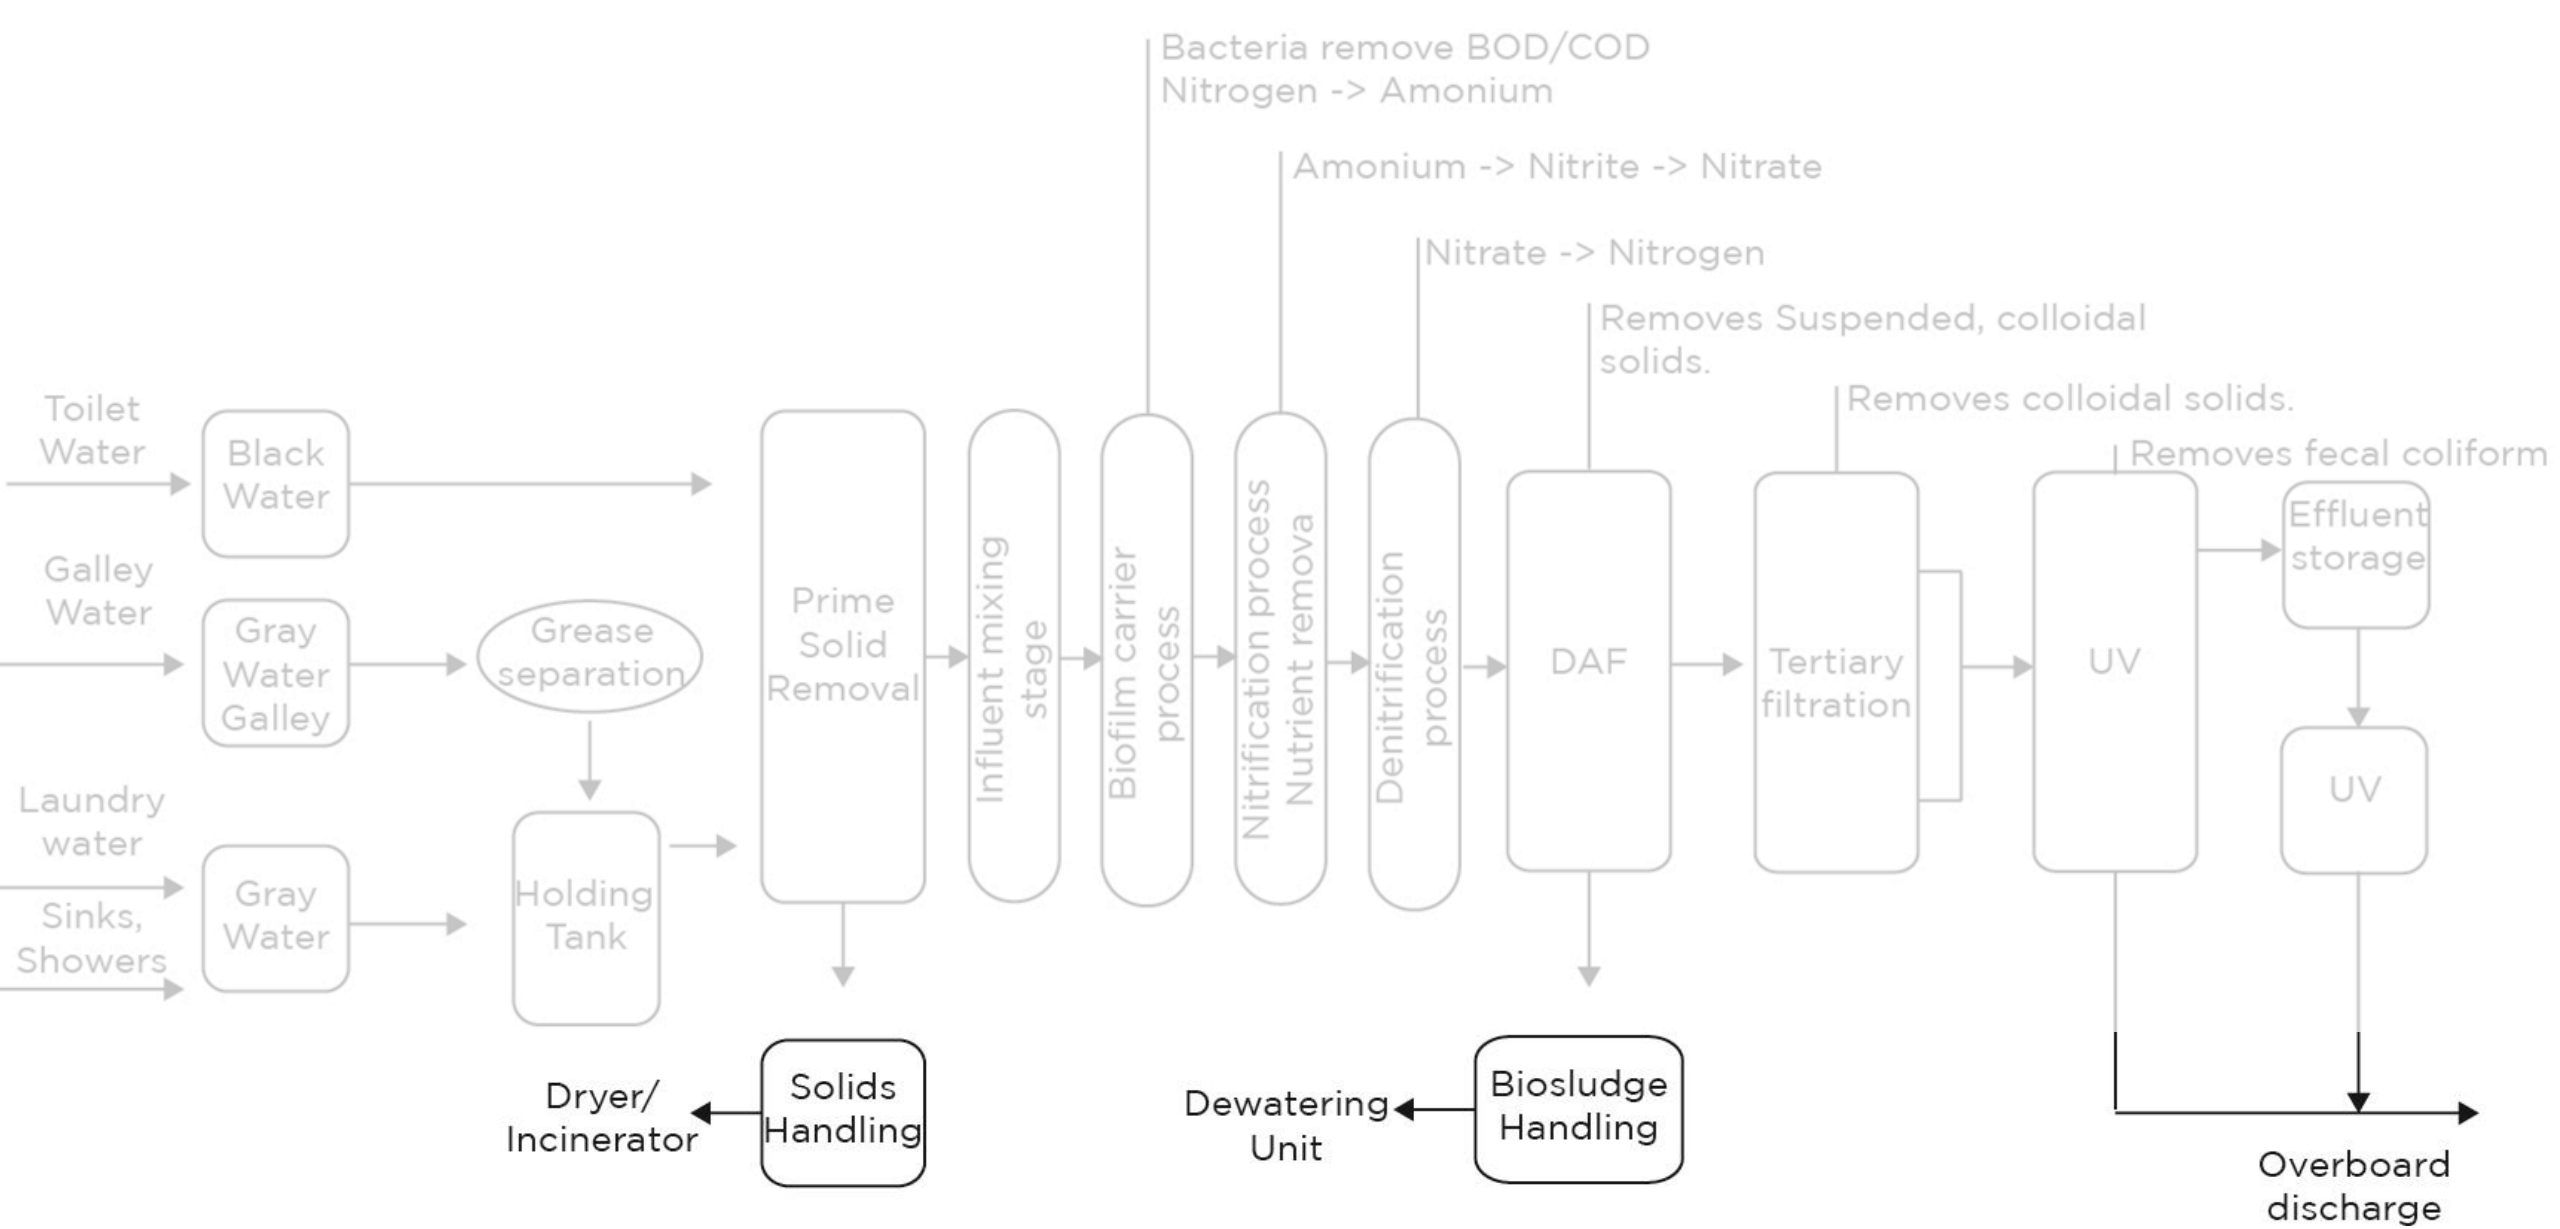 Bacteria remove BOD/COD
Nitrogen -> Amonium
Amonium -> Nitrite -> Nitrate
Nitrate -> Nitrogen
Removes Suspended, colloidal
solids.
Removes colloidal solids.
Removes fecal coliform
Toilet
Water
Black
Water
Galley
Water
Gray
Water
Galley
Grease
separation
Laundry
water
Sinks,
Showers
Gray
Water
Holding
Tank
Prime
Solid
Removal
Influent mixing
stage
Biofilm carrier
process
Nitrification process
Nutrient remova
Denitrification
process
DAF
Tertiary
filtration
UV
Effluent
storage
UV
Dryer/
Incinerator
Solids
Handling
Dewatering
Unit
Biosludge
Handling
Overboard
discharge